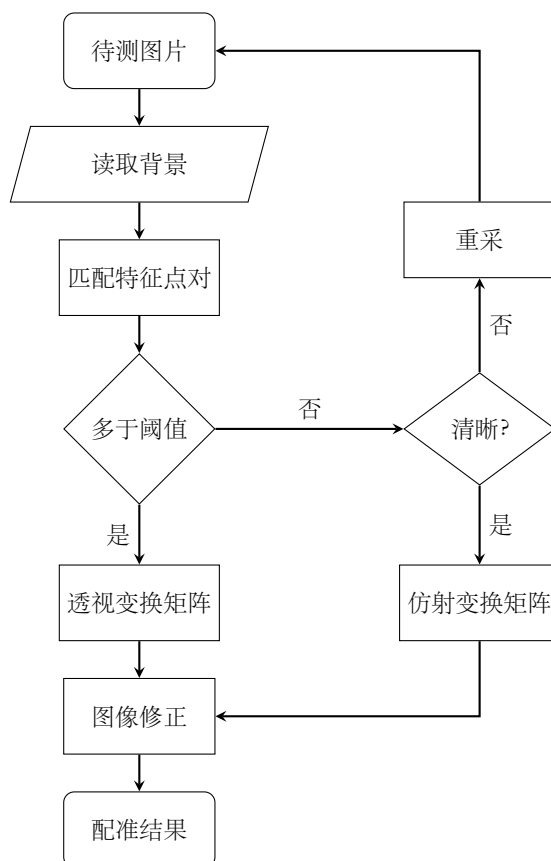 待测图片
读取背景
匹配特征点对
重采
否
多于阈值
否
清晰?
是
是
透视变换矩阵
仿射变换矩阵
图像修正
配准结果